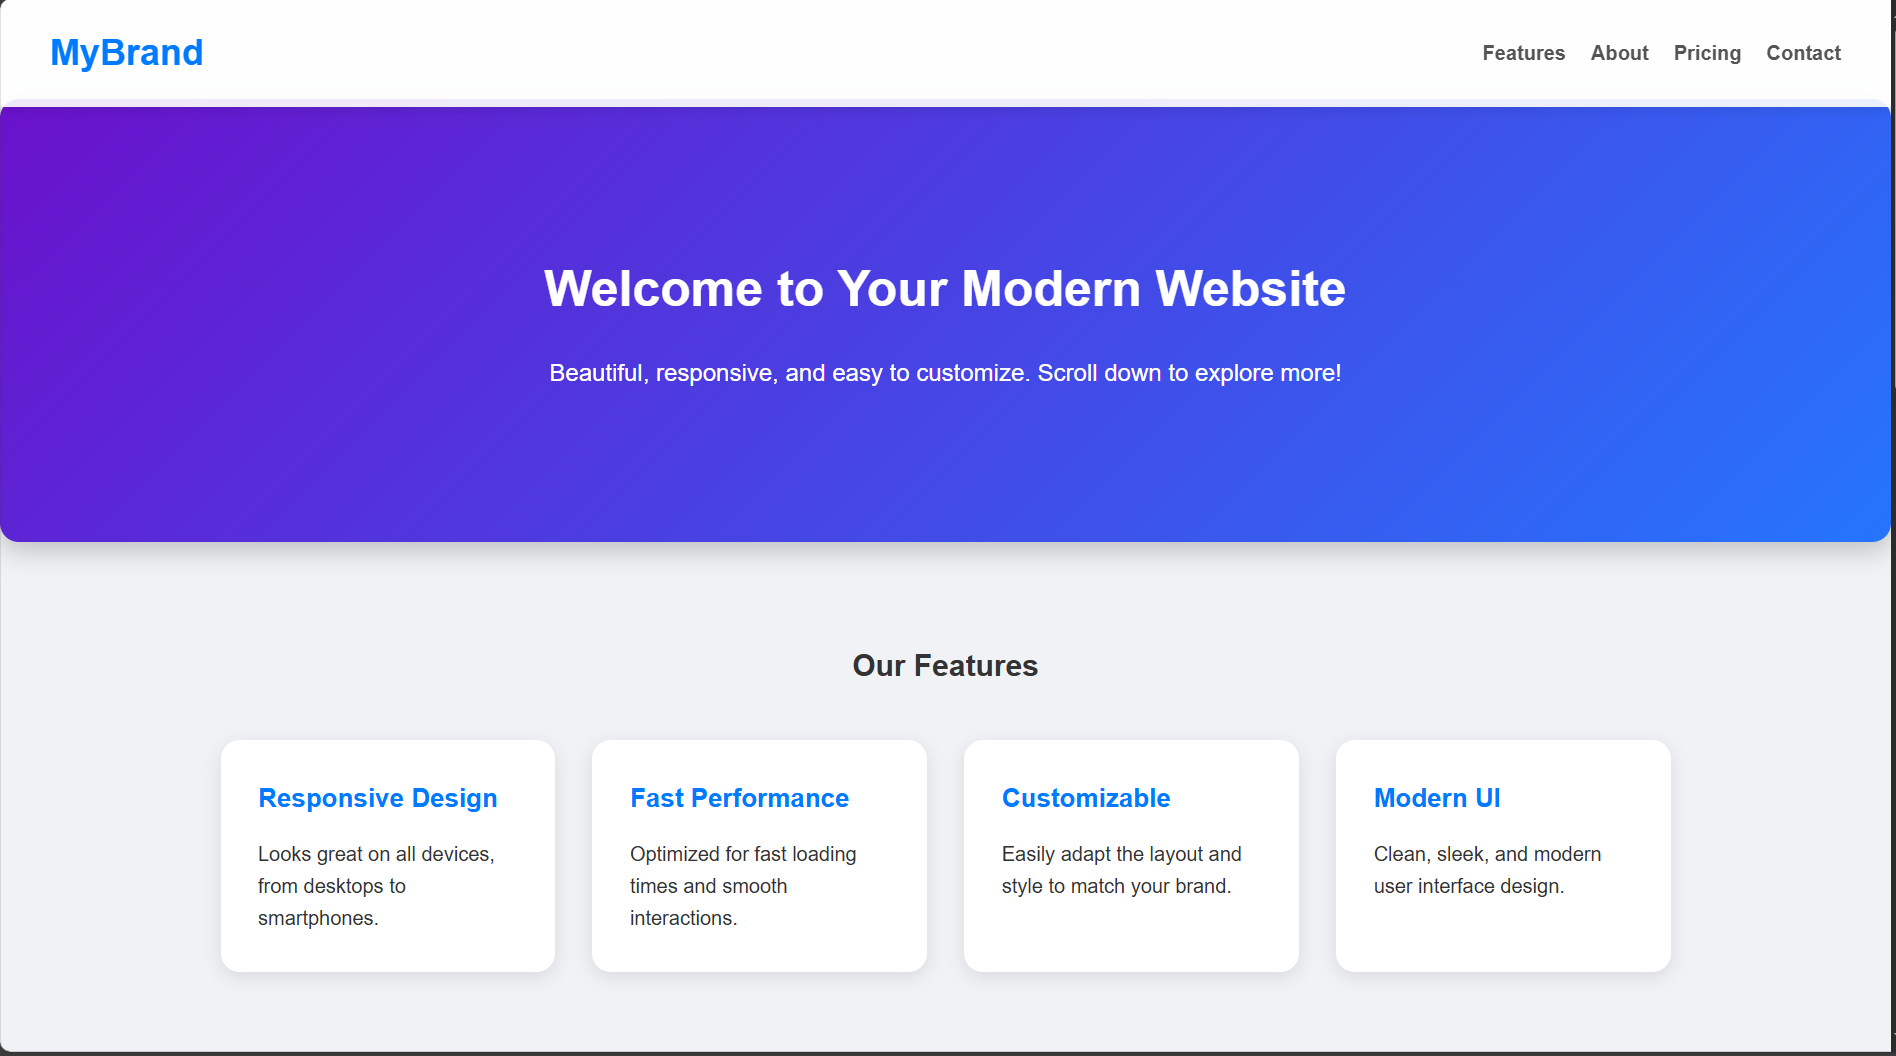 MyBrand
Features About Pricing Contact
Welcome to Your Modern Website
Beautiful, responsive, and easy to customize. Scroll down to explore more!
Our Features
Responsive Design
Looks great on all devices,
from desktops to
smartphones.
Fast Performance
Optimized for fast loading
times and smooth
interactions.
Customizable
Easily adapt the layout and
style to match your brand.
Modern UI
Clean, sleek, and modern
user interface design.